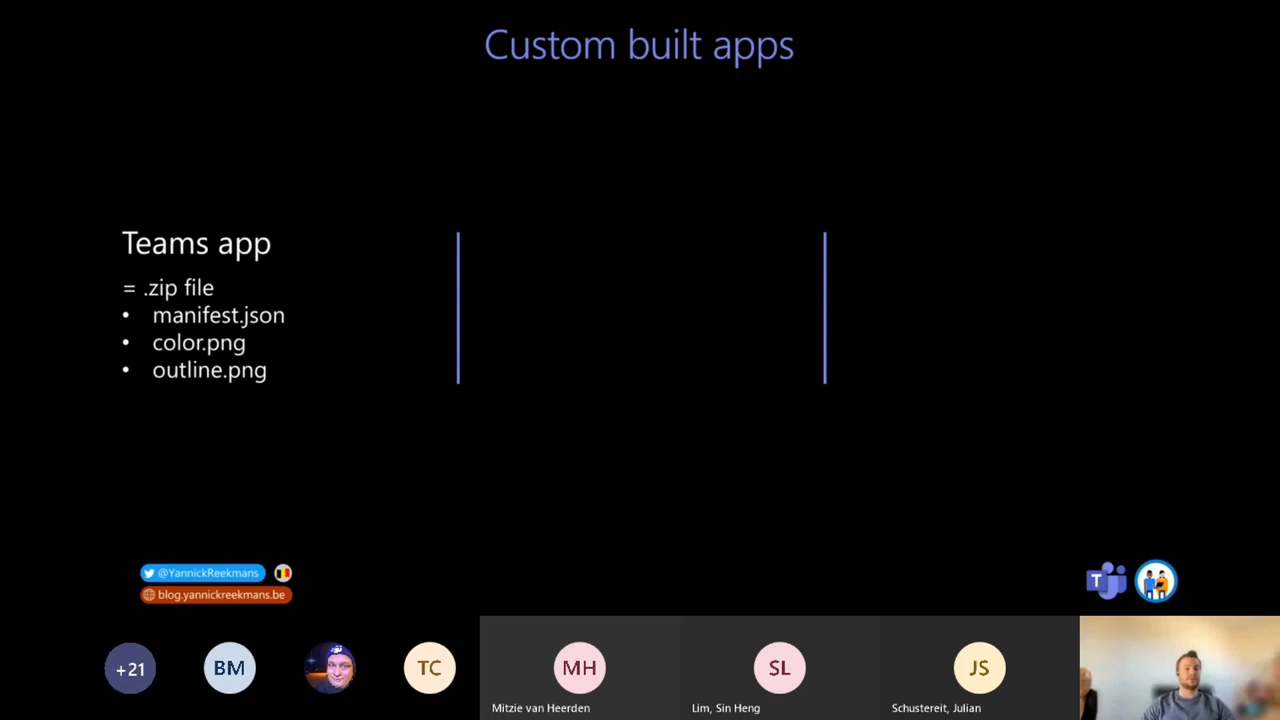 Custom built apps
Teams app
= .zip file
• manifest.json
• color.png
• outline.png
@YannickReekmans
blog.yannickreekmans.be
T
+21
BM
TC
MH
SL
JS
Mitzie van Heerden
Lim, Sin Heng
Schustereit, Julian